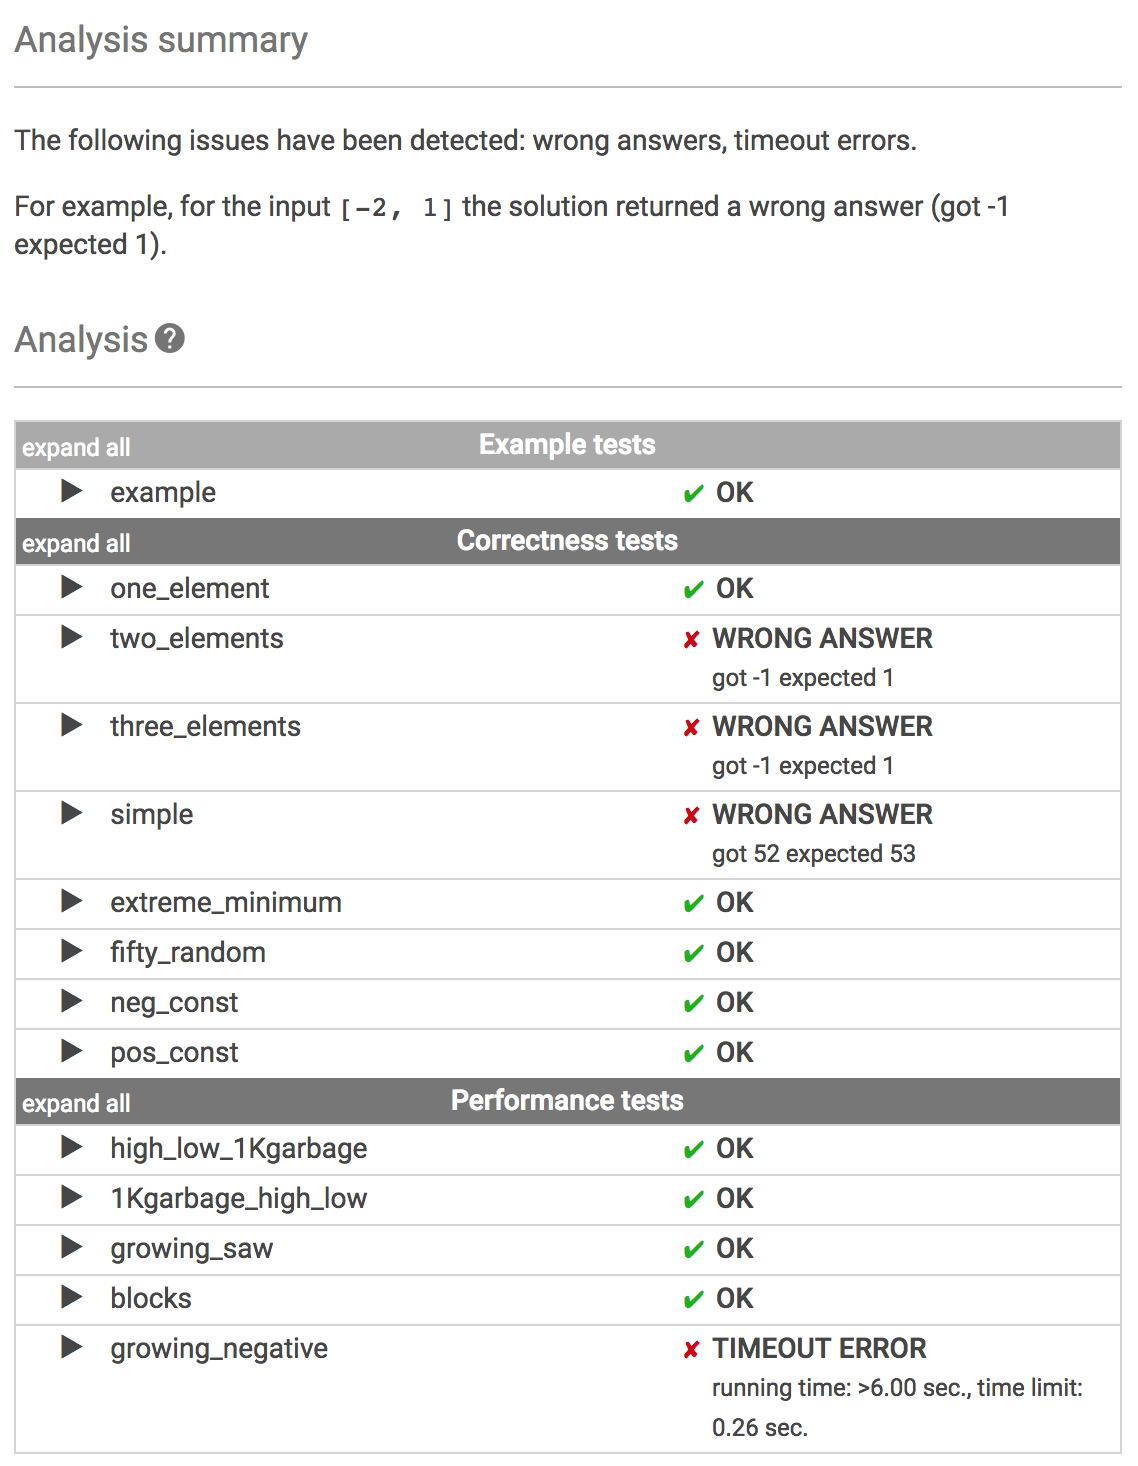 Analysis summary
The following issues have been detected: wrong answers, timeout errors.
For example, for the input [-2, 1] the solution returned a wrong answer (got -1
expected 1).
Analysis ?
expand all Example tests
example ✔ OK
expand all Correctness tests
one_element ✔ OK
two_elements ✘ WRONG ANSWER
got -1 expected 1
three_elements ✘ WRONG ANSWER
got -1 expected 1
simple ✘ WRONG ANSWER
got 52 expected 53
extreme_minimum ✔ OK
fifty_random ✔ OK
neg_const ✔ OK
pos_const ✔ OK
expand all Performance tests
high_low_1Kgarbage ✔ OK
1Kgarbage_high_low ✔ OK
growing_saw ✔ OK
blocks ✔ OK
growing_negative ✘ TIMEOUT ERROR
running time: >6.00 sec., time limit:
0.26 sec.